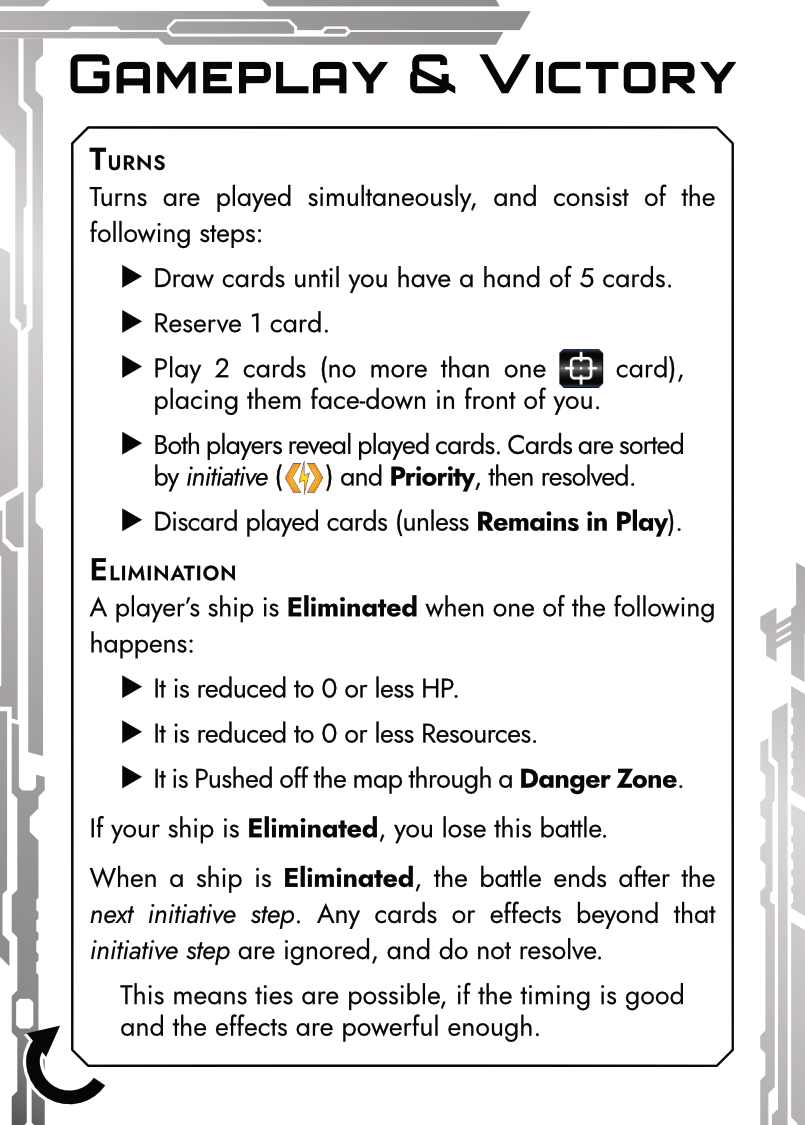 GAMEPLAY & VICTORY
TURNS
Turns are played simultaneously, and consist of the
following steps:
▶ Draw cards until you have a hand of 5 cards.
▶ Reserve 1 card.
▶ Play 2 cards (no more than one card),
placing them face-down in front of you.
▶ Both players reveal played cards. Cards are sorted
by initiative () and Priority, then resolved.
▶ Discard played cards (unless Remains in Play).
ELIMINATION
A player’s ship is Eliminated when one of the following
happens:
▶ It is reduced to 0 or less HP.
▶ It is reduced to 0 or less Resources.
▶ It is Pushed off the map through a Danger Zone.
If your ship is Eliminated, you lose this battle.
When a ship is Eliminated, the battle ends after the
next initiative step. Any cards or effects beyond that
initiative step are ignored, and do not resolve.
This means ties are possible, if the timing is good
and the effects are powerful enough.